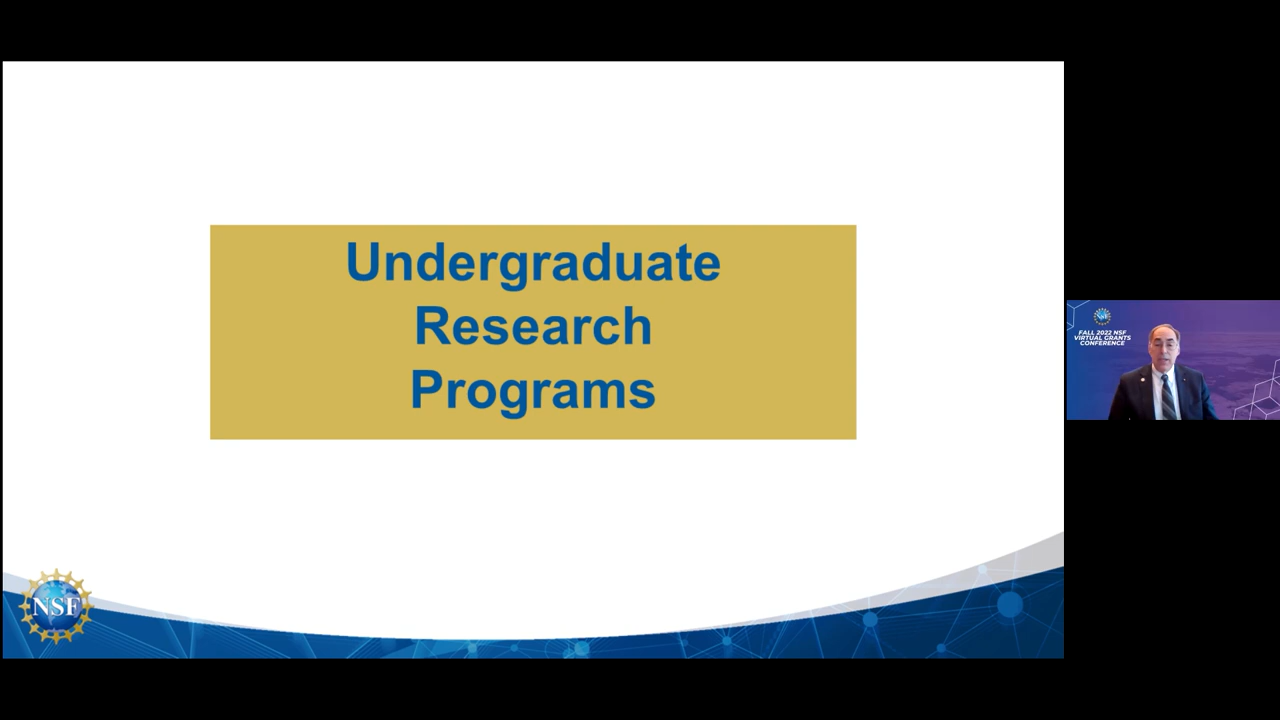 Undergraduate
Research
Programs
NSF
FALL 2022 NSF
VIRTUAL GRANTS
CONFERENCE